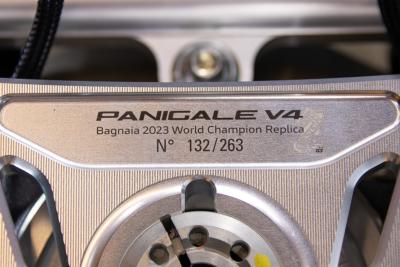 PANIGALE V4
Bagnaia 2023 World Champion Replica
N° 132/263